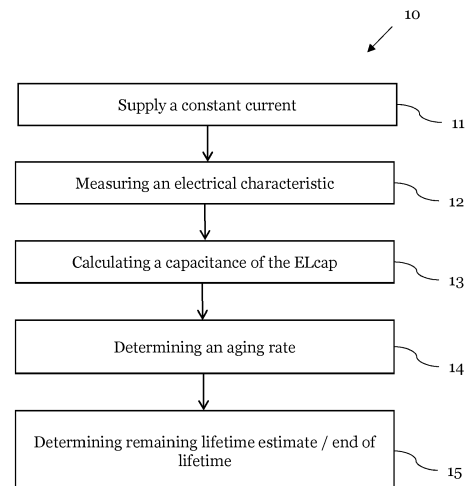 10
Supply a constant current
11
Measuring an electrical characteristic
12
Calculating a capacitance of the ELcap
13
Determining an aging rate
14
Determining remaining lifetime estimate / end of
lifetime
15